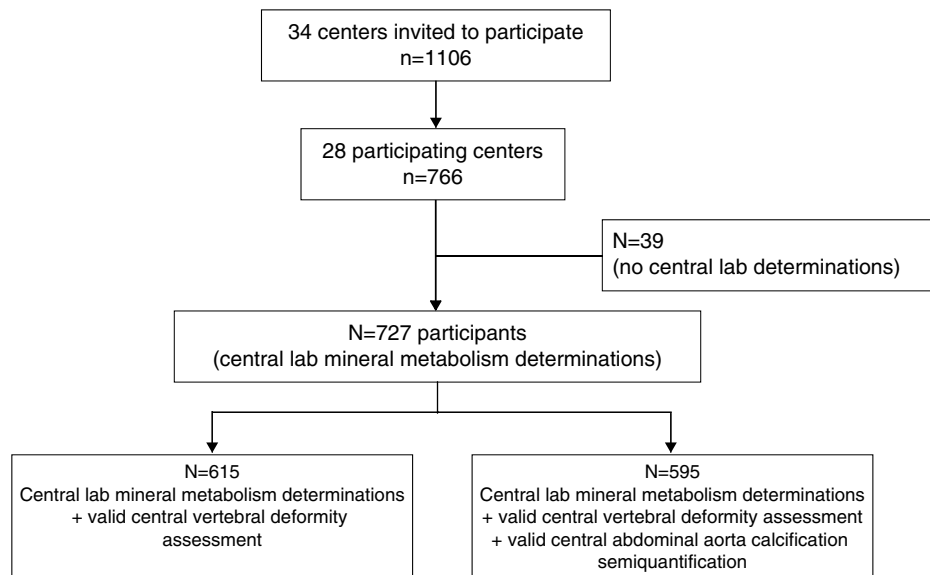 34 centers invited to participate
n=1106
28 participating centers
n=766
N=39
(no central lab determinations)
N=727 participants
(central lab mineral metabolism determinations)
N=615
Central lab mineral metabolism determinations
+ valid central vertebral deformity
assessment
N=595
Central lab mineral metabolism determinations
+ valid central vertebral deformity assessment
+ valid central abdominal aorta calcification
semiquantification